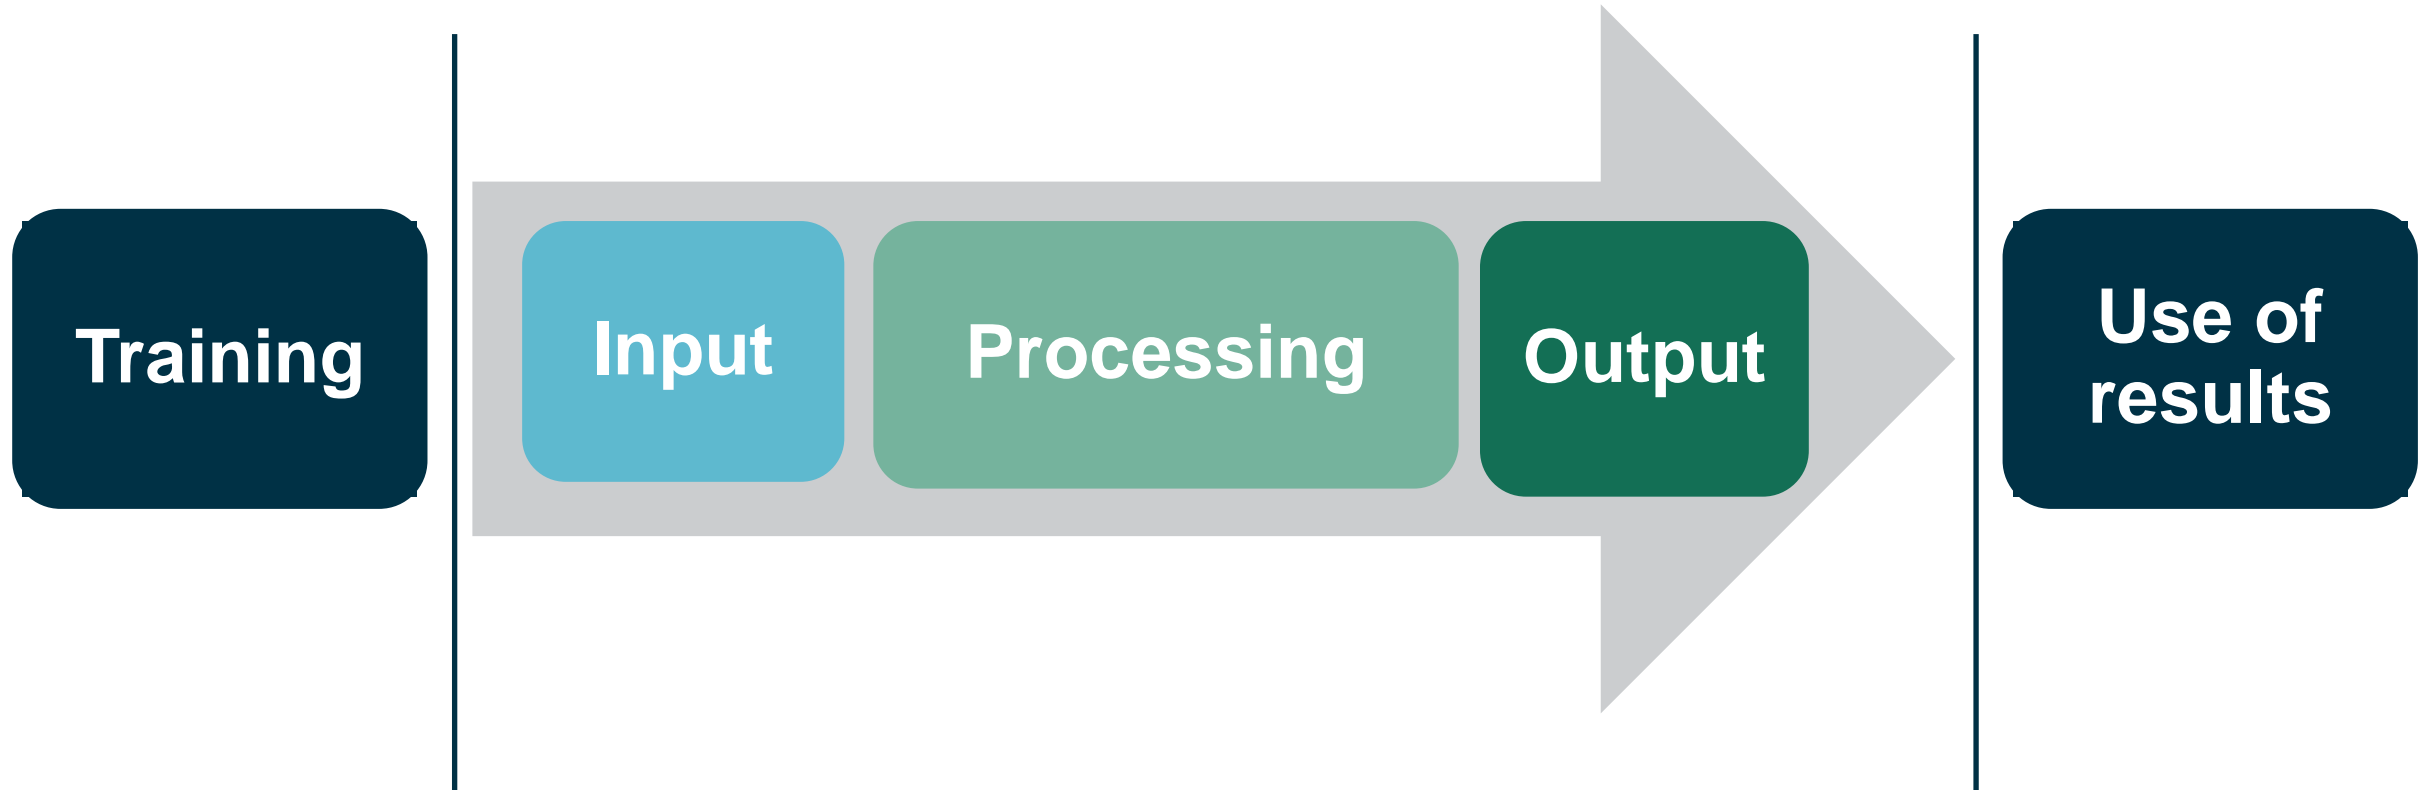 Training
Input
Processing
Output
Use of
results